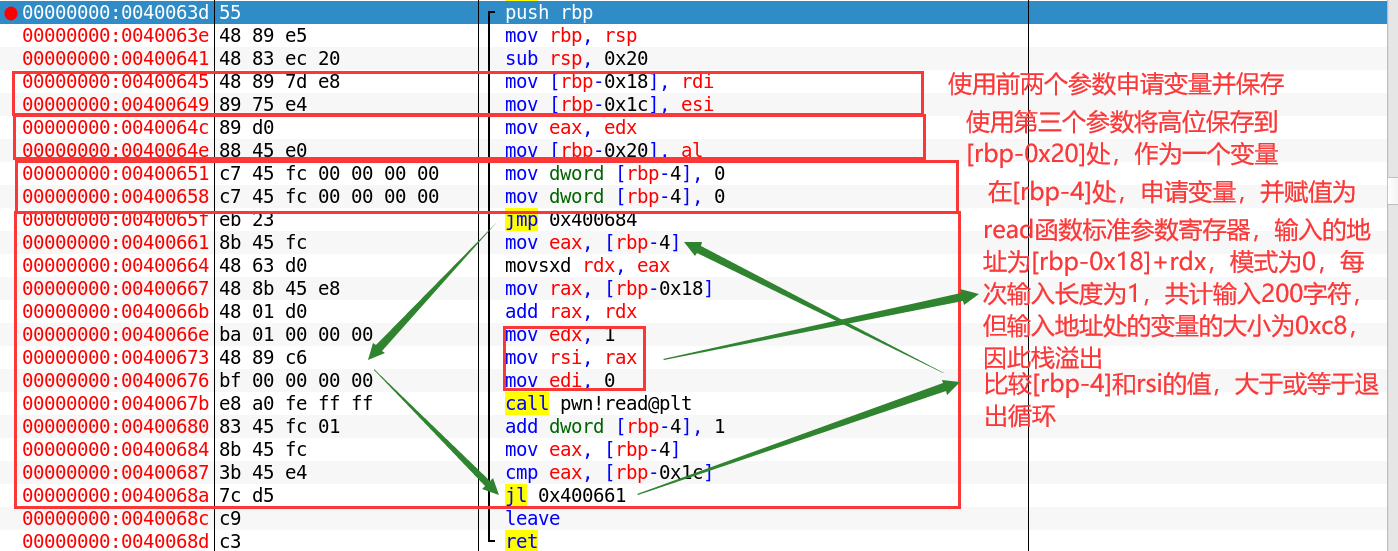 00000000:0040063d 55 push rbp
00000000:0040063e 48 89 e5 mov rbp, rsp
00000000:00400641 48 83 ec 20 sub rsp, 0x20
00000000:00400645 48 89 7d e8 mov [rbp-0x18], rdi
00000000:00400649 89 75 e4 mov [rbp-0x1c], esi
使用前两个参数申请变量并保存
00000000:0040064c 89 d0 mov eax, edx
00000000:0040064e 88 45 e0 mov [rbp-0x20], al
使用第三个参数将高位保存到
[rbp-0x20]处，作为一个变量
00000000:00400651 c7 45 fc 00 00 00 00 mov dword [rbp-4], 0
00000000:00400658 c7 45 fc 00 00 00 00 mov dword [rbp-4], 0
在[rbp-4]处，申请变量，并赋值为
00000000:0040065f eb 23 jmp 0x400684
00000000:00400661 8b 45 fc mov eax, [rbp-4]
00000000:00400664 48 63 d0 movsxd rdx, eax
00000000:00400667 48 8b 45 e8 mov rax, [rbp-0x18]
00000000:0040066b 48 01 d0 add rax, rdx
00000000:0040066e ba 01 00 00 00 mov edx, 1
00000000:00400673 48 89 c6 mov rsi, rax
00000000:00400676 bf 00 00 00 00 mov edi, 0
00000000:0040067b e8 a0 fe ff ff call pwn!read@plt
00000000:00400680 83 45 fc 01 add dword [rbp-4], 1
00000000:00400684 8b 45 fc mov eax, [rbp-4]
00000000:00400687 3b 45 e4 cmp eax, [rbp-0x1c]
00000000:0040068a 7c d5 jl 0x400661
00000000:0040068c c9 leave
00000000:0040068d c3 ret
read函数标准参数寄存器，输入的地
址为[rbp-0x18]+rdx，模式为0，每
次输入长度为1，共计输入200字符，
但输入地址处的变量的大小为0xc8，
因此栈溢出
比较[rbp-4]和rsi的值，大于或等于退
出循环